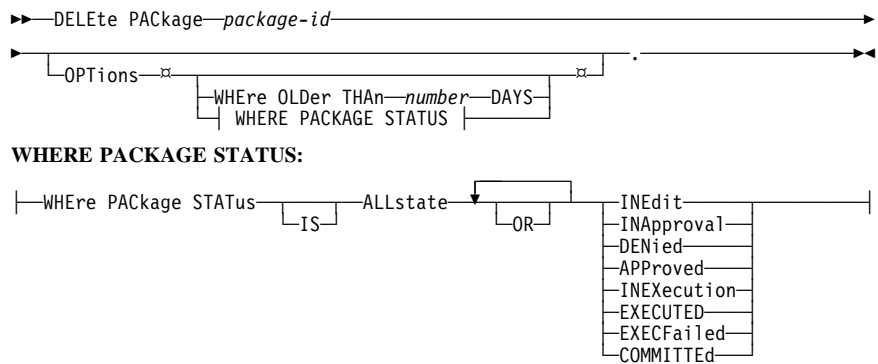 DELEte PACkage package-id
OPTions ¤ ¤ .
WHEre OLDer THAn number DAYS
WHERE PACKAGE STATUS
WHERE PACKAGE STATUS:
WHEre PACkage STATus ALLstate INEdit
IS OR INApproval
DENied
APProved
INEXecution
EXECUTED
EXECFailed
COMMITTEd